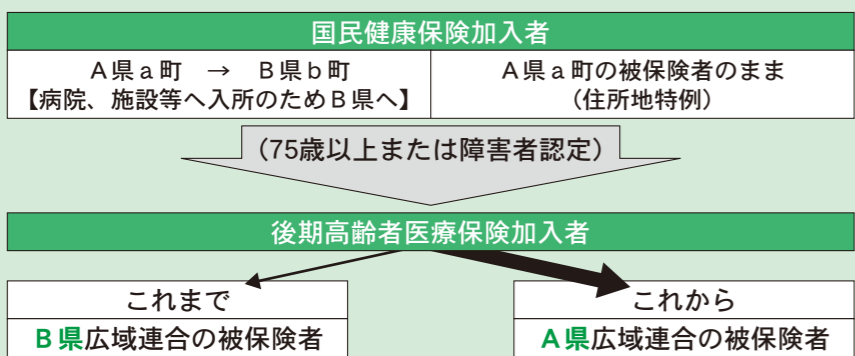 国民健康保険加入者
A県a町 → B県b町
【病院、施設等へ入所のためB県へ】
A県a町の被保険者のまま
(住所地特例)
(75歳以上または障害者認定)
後期高齢者医療保険加入者
これまで
B県広域連合の被保険者
これから
A県広域連合の被保険者